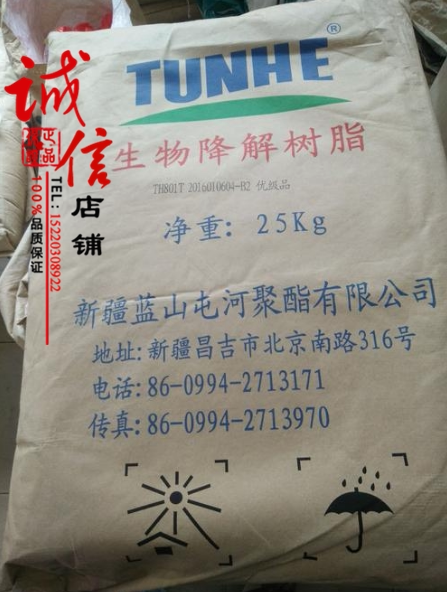 TUNHE®
生物降解树脂
TH801T 2016010604-B2 优级品
净重: 25Kg
新疆蓝山屯河聚酯有限公司
地址:新疆昌吉市北京南路316号
电话:86-0994-2713171
传真:86-0994-2713970
诚信
店铺
TEL:15220308922
100%品质保证